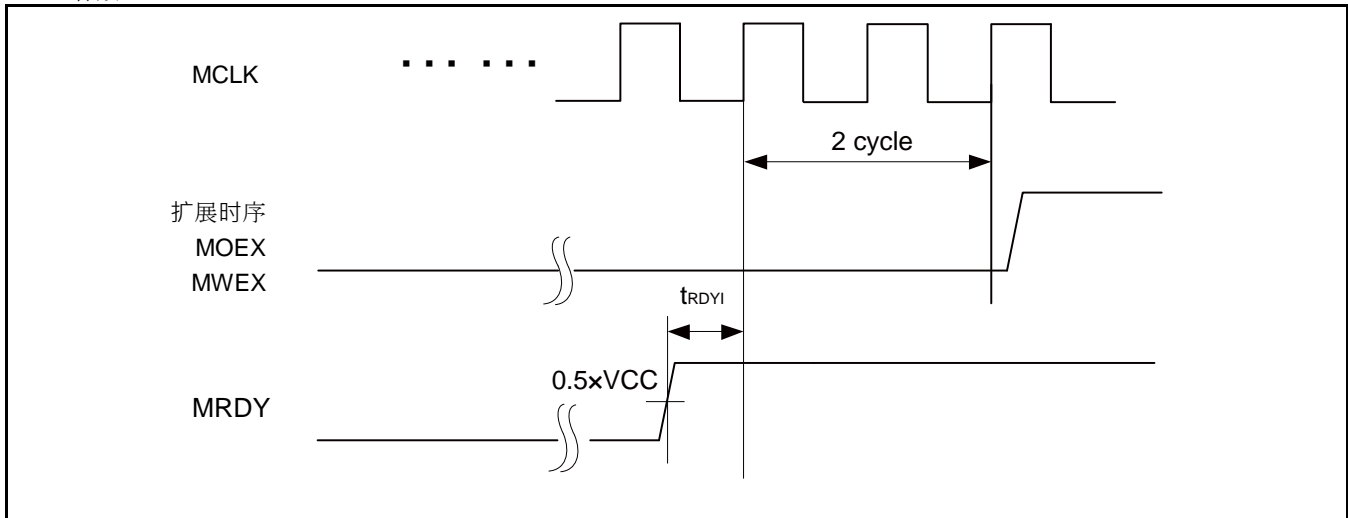 MCLK
2 cycle
扩展时序
MOEX
MWEX
tRDYI
0.5×VCC
MRDY